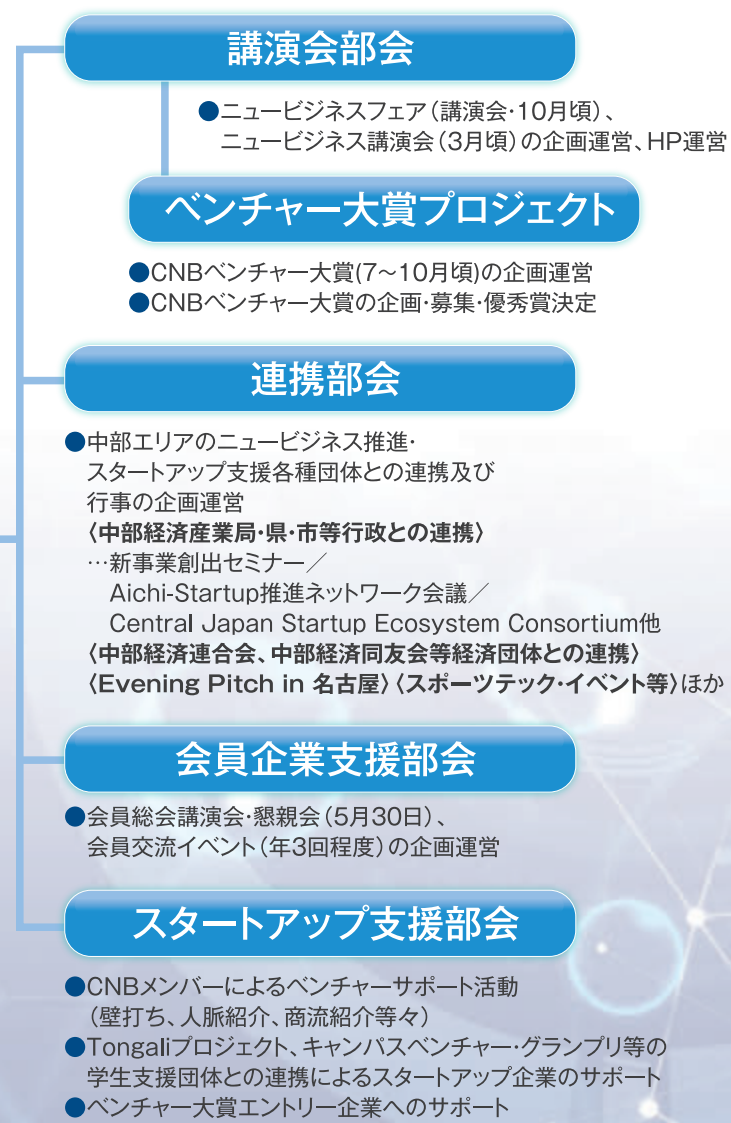 講演会部会
●ニュービジネスフェア（講演会・10月頃）、
ニュービジネス講演会（3月頃）の企画運営、HP運営
ベンチャー大賞プロジェクト
●CNBベンチャー大賞(7～10月頃)の企画運営
●CNBベンチャー大賞の企画・募集・優秀賞決定
連携部会
●中部エリアのニュービジネス推進・
スタートアップ支援各種団体との連携及び
行事の企画運営
〈中部経済産業局・県・市等行政との連携〉
…新事業創出セミナー／
Aichi-Startup推進ネットワーク会議／
Central Japan Startup Ecosystem Consortium他
〈中部経済連合会、中部経済同友会等経済団体との連携〉
〈Evening Pitch in 名古屋〉〈スポーツテック・イベント等〉ほか
会員企業支援部会
●会員総会講演会・懇親会（5月30日）、
会員交流イベント（年3回程度）の企画運営
スタートアップ支援部会
●CNBメンバーによるベンチャーサポート活動
（壁打ち、人脈紹介、商流紹介等々）
●Tongaliプロジェクト、キャンパスベンチャー・グランプリ等の
学生支援団体との連携によるスタートアップ企業のサポート
●ベンチャー大賞エントリー企業へのサポート